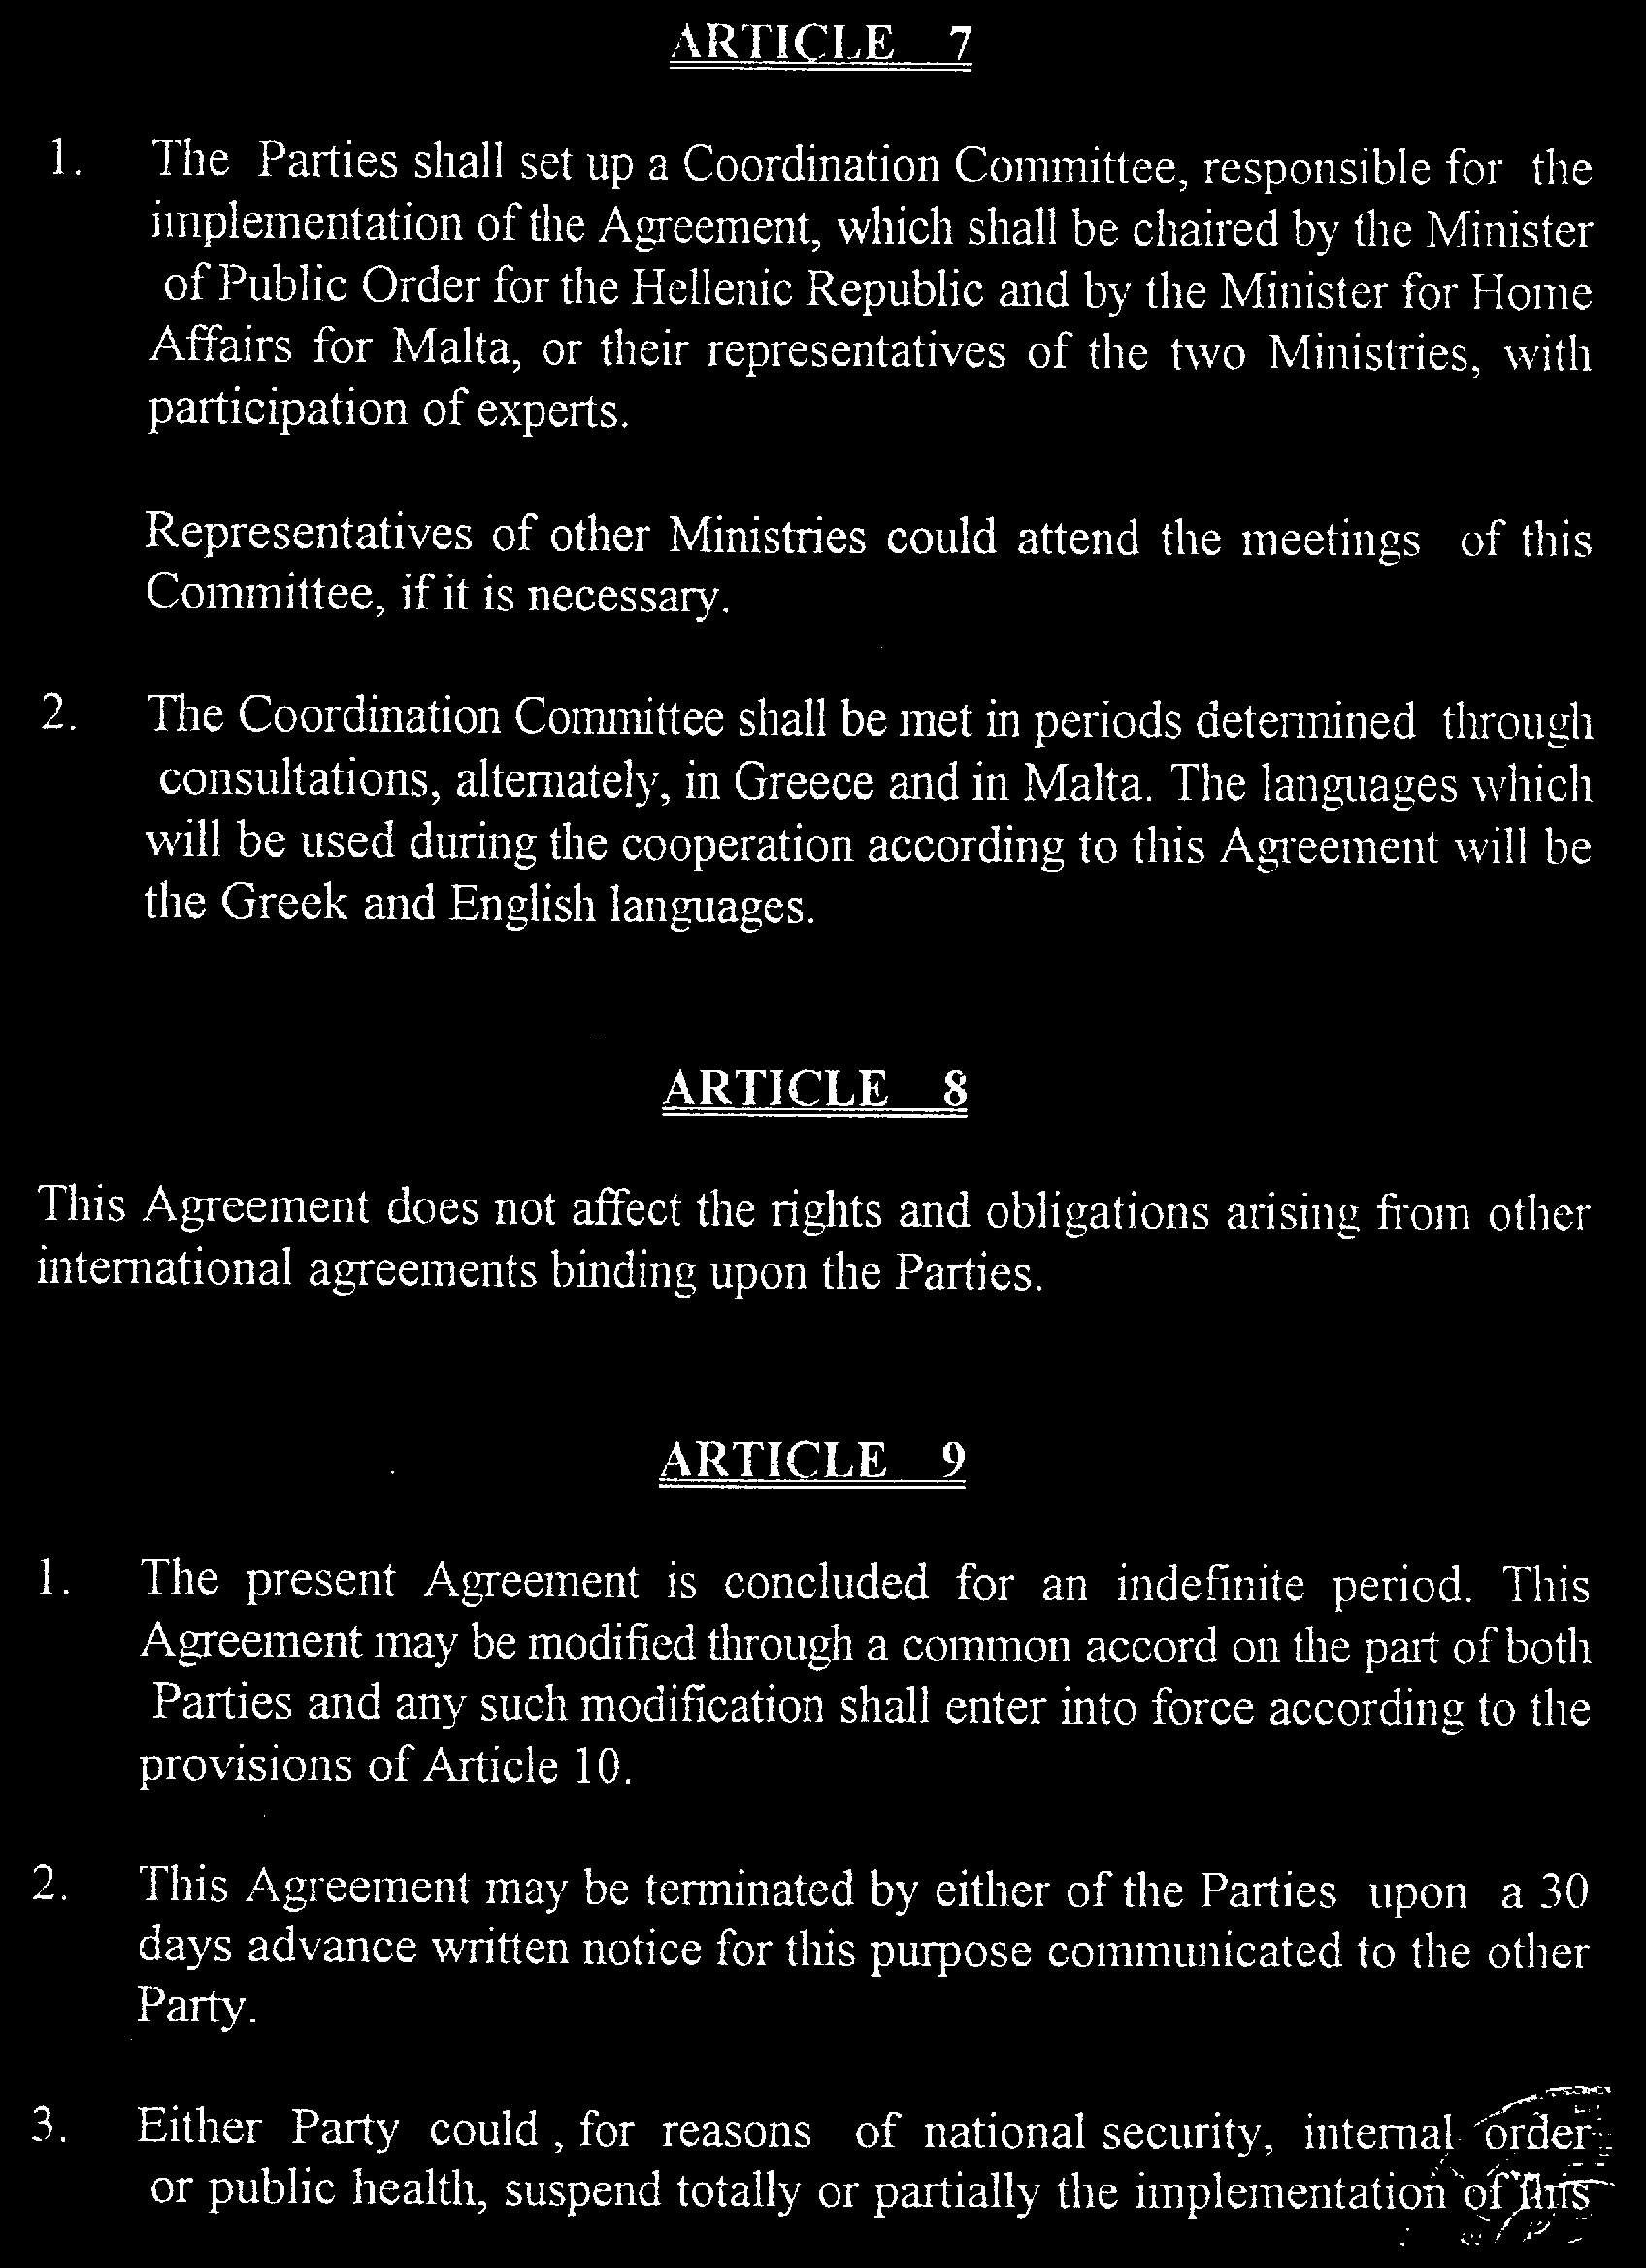 ARTICLE 7
1. The Parties shall set up a Coordination Committee, responsible for the
implementation of the Agreement, which shall be chaired by the Minister
of Public Order for the Hellenic Republic and by the Minister for Home
Affairs for Malta, or their representatives of the two Ministries, with
participation of experts.
Representatives of other Ministries could attend the meetings of this
Committee, if it is necessary.
2. The Coordination Committee shall be met in periods determined through
consultations, alternately, in Greece and in Malta. The languages which
will be used during the cooperation according to this Agreement will be
the Greek and English languages.
ARTICLE 8
This Agreement does not affect the rights and obligations arising from other
international agreements binding upon the Parties.
ARTICLE 9
1. The present Agreement is concluded for an indefinite period. This
Agreement may be modified through a common accord on the part of both
Parties and any such modification shall enter into force according to the
provisions of Article 10.
2. This Agreement may be terminated by either of the Parties upon a 30
days advance written notice for this purpose communicated to the other
Party.
3. Either Party could , for reasons of national security, internal order
or public health, suspend totally or partially the implementation of this